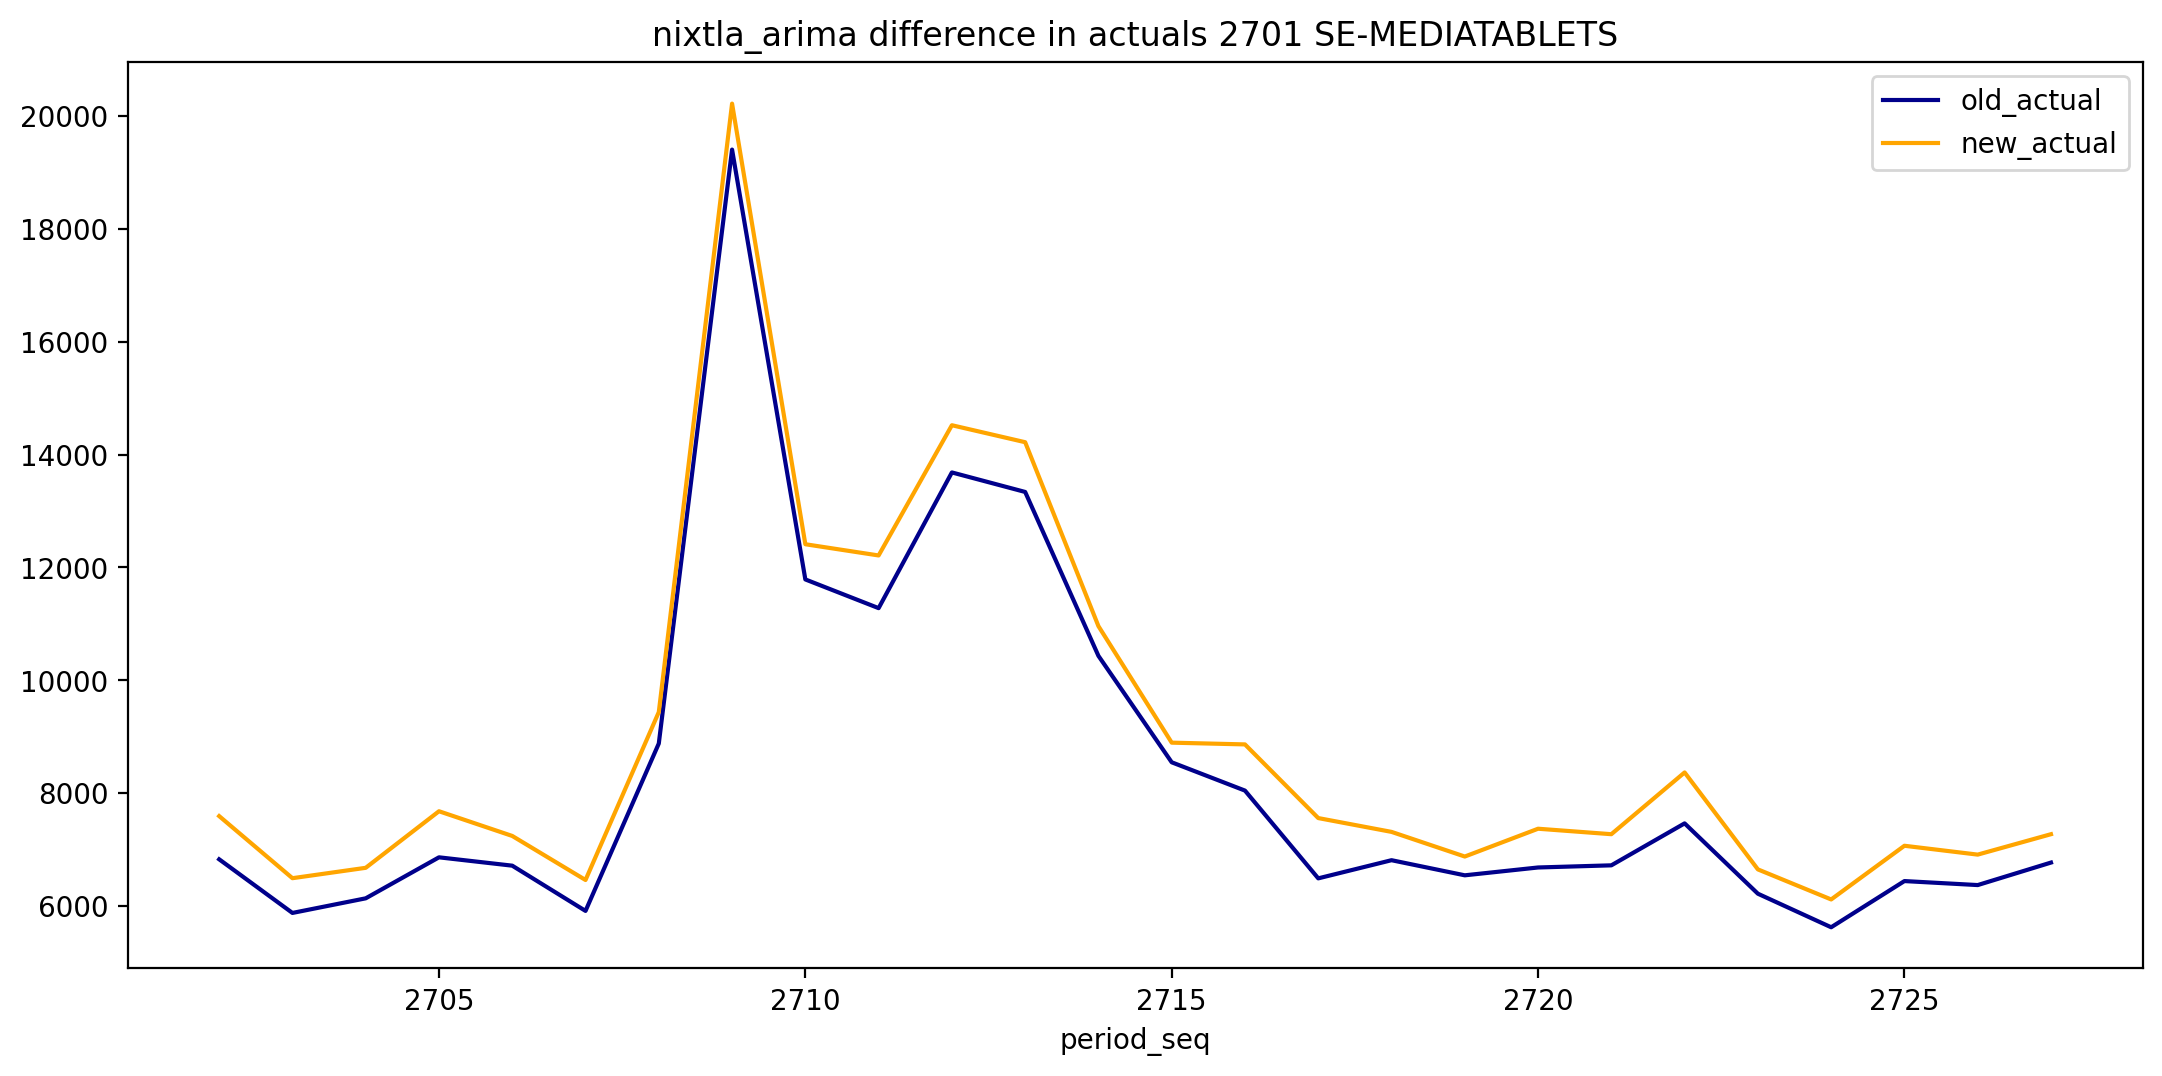 nixtla_arima difference in actuals 2701 SE-MEDIATABLETS
old_actual
new_actual
20000
18000
16000
14000
12000
10000
8000
6000
2705 2710 2715 2720 2725
period_seq